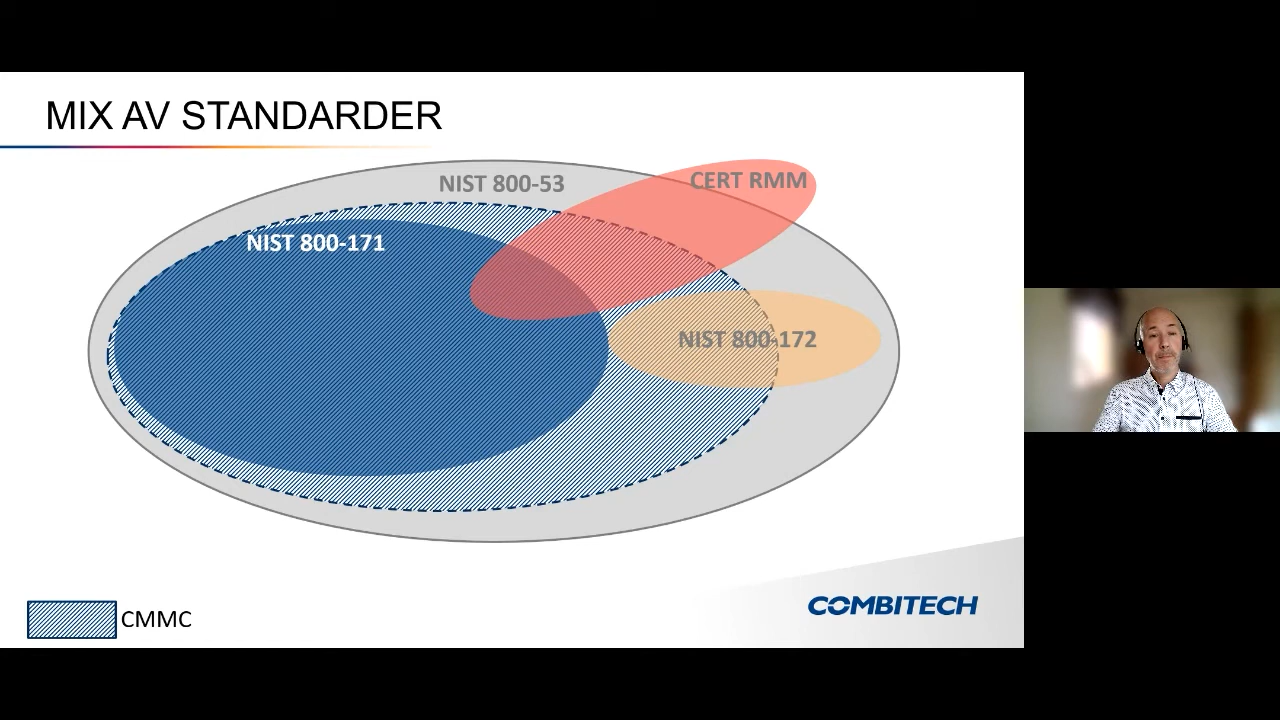 MIX AV STANDARDER
NIST 800-53
CERT RMM
NIST 800-171
NIST 800-172
CMMC
COMBITECH